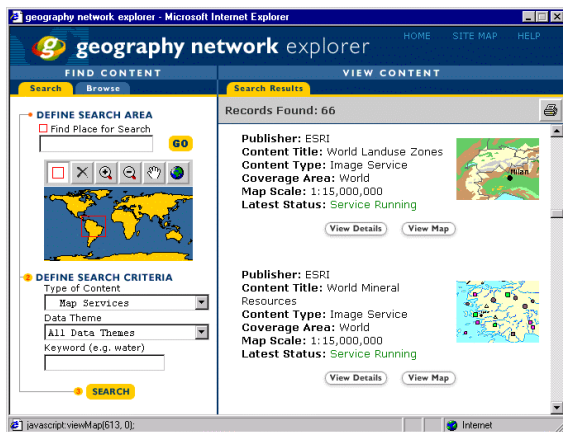 geography network explorer - Microsoft Internet Explorer
geography network explorer
HOME SITE MAP HELP
FIND CONTENT
VIEW CONTENT
Search Browse
Search Results
Records Found: 66
1 DEFINE SEARCH AREA
Find Place for Search
GO
2 DEFINE SEARCH CRITERIA
Type of Content
Map Services
Data Theme
All Data Themes
Keyword (e.g. water)
3 SEARCH
Publisher: ESRI
Content Title: World Landuse Zones
Content Type: Image Service
Coverage Area: World
Map Scale: 1:15,000,000
Latest Status: Service Running
Milan
View Details View Map
Publisher: ESRI
Content Title: World Mineral
Resources
Content Type: Image Service
Coverage Area: World
Map Scale: 1:15,000,000
Latest Status: Service Running
View Details View Map
javascript:viewMap(613, 0);
Internet